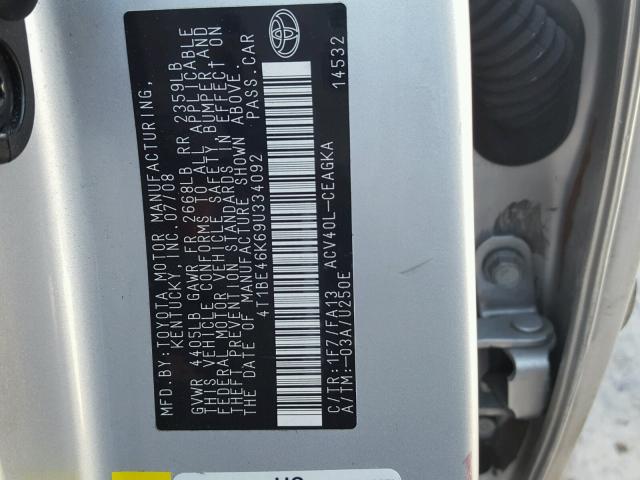 MFD.BY:TOYOTA MOTOR MANUFACTURING,
KENTUCKY, INC. 07/08
GVWR 4405LB GAWR FR 2668LB RR 2359LB
THIS VEHICLE CONFORMS TO ALL APPLICABLE
FEDERAL MOTOR VEHICLE SAFETY, BUMPER, AND
THEFT PREVENTION STANDARDS IN EFFECT ON
THE DATE OF MANUFACTURE SHOWN ABOVE.
4T1BE46K69U334092 PASS.CAR
C/TR:1F7/FA13 ACV40L-CEAGKA
A/TM:-03A/U250E
14532